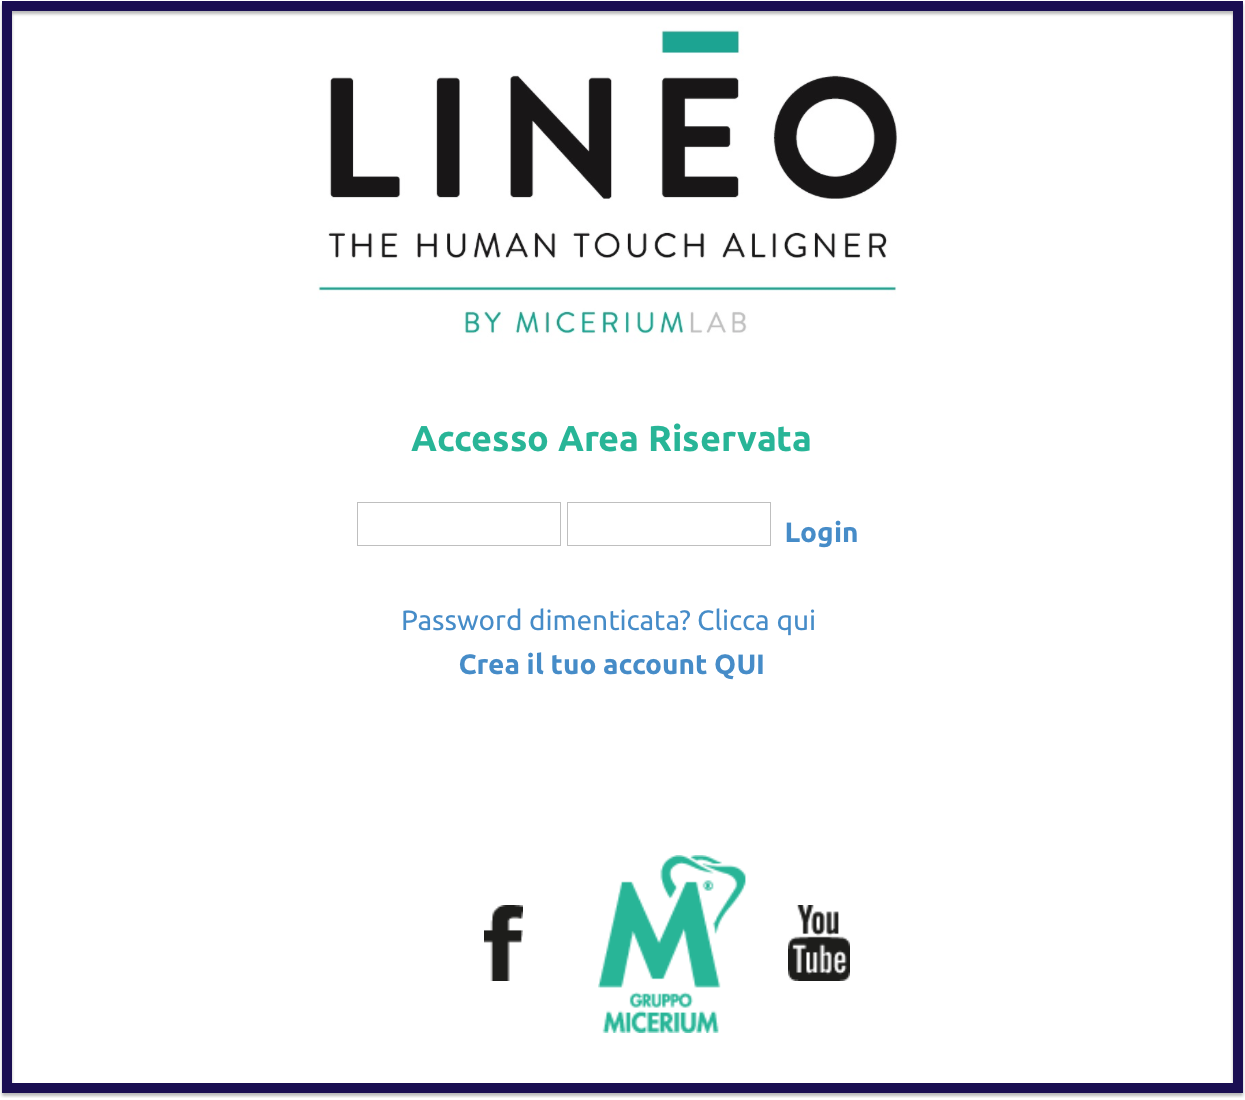 LINĒO
THE HUMAN TOUCH ALIGNER
BY MICERIUMLAB
Accesso Area Riservata
Login
Password dimenticata? Clicca qui
Crea il tuo account QUI
f
M®
You
Tube
GRUPPO
MICERIUM